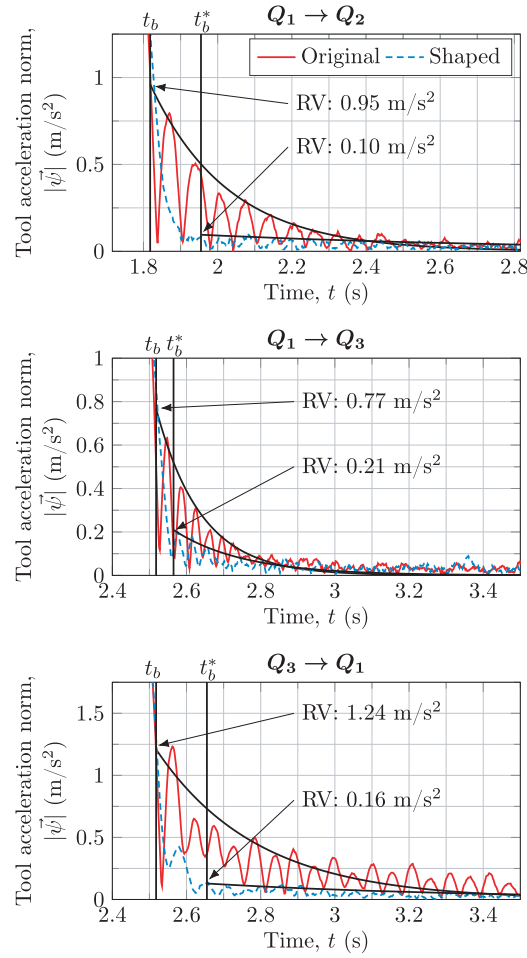 t_b t_b^* Q_1 → Q_2
Original Shaped
RV: 0.95 m/s²
RV: 0.10 m/s²
Tool acceleration norm,
|ψ⃗̈| (m/s²)
1
0.5
0
1.8 2 2.2 2.4 2.6 2.8
Time, t (s)
t_b t_b^* Q_1 → Q_3
RV: 0.77 m/s²
RV: 0.21 m/s²
Tool acceleration norm,
|ψ⃗̈| (m/s²)
1
0.8
0.6
0.4
0.2
0
2.4 2.6 2.8 3 3.2 3.4
Time, t (s)
t_b t_b^* Q_3 → Q_1
RV: 1.24 m/s²
RV: 0.16 m/s²
Tool acceleration norm,
|ψ⃗̈| (m/s²)
1.5
1
0.5
0
2.4 2.6 2.8 3 3.2 3.4
Time, t (s)